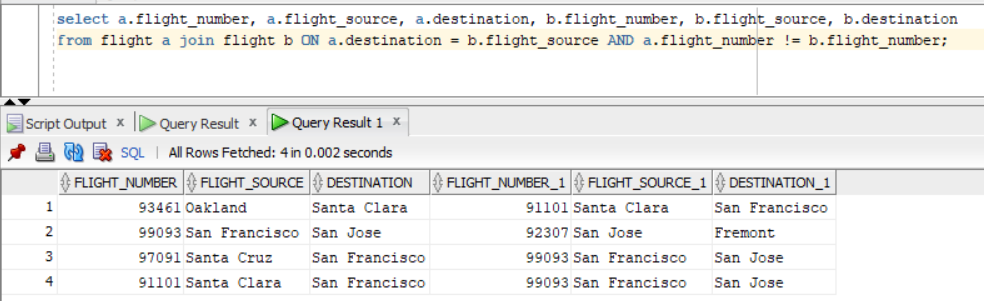 select a.flight_number, a.flight_source, a.destination, b.flight_number, b.flight_source, b.destination
from flight a join flight b ON a.destination = b.flight_source AND a.flight_number != b.flight_number;
Script Output x Query Result x Query Result 1 x
SQL | All Rows Fetched: 4 in 0.002 seconds
FLIGHT_NUMBER FLIGHT_SOURCE DESTINATION FLIGHT_NUMBER_1 FLIGHT_SOURCE_1 DESTINATION_1
1 93461 Oakland Santa Clara 91101 Santa Clara San Francisco
2 99093 San Francisco San Jose 92307 San Jose Fremont
3 97091 Santa Cruz San Francisco 99093 San Francisco San Jose
4 91101 Santa Clara San Francisco 99093 San Francisco San Jose